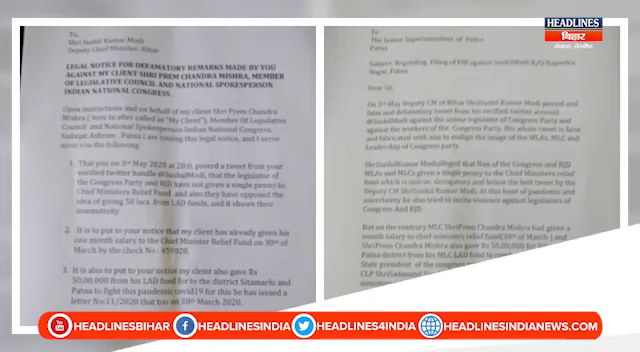 HEADLINES
बिहार
To,
Shri Sushil Kumar Modi
Deputy Chief Minister, Bihar
LEGAL NOTICE FOR DEFAMATORY REMARKS MADE BY YOU
AGAINST MY CLIENT SHRI PREM CHANDRA MISHRA, MEMBER
OF LEGISLATIVE COUNCIL AND NATIONAL SPOKESPERSON
INDIAN NATIONAL CONGRESS.
Upon instructions and on behalf of my client Shri Prem Chandra
Mishra ( here in after called as "My Client"), Member Of Legislative
Council and National Spokesperson Indian National Congress,
Sadaqat Ashram , Patna I am issuing this legal notice, and I serve
upon you the following
1. That you on 3rd May 2020 at 20:0, posted a tweet from your
verified twitter handle @SushilModi, that the legislator of
the Congress Party and RJD have not given a single penny to
Chief Ministers Relief Fund and also they have opposed the
idea of giving 50 lack from LAD funds, and it shows their
insensitivity
2. It is to put to your notice that my client has already given his
one month salary to the Chief Minister Relief Fund on 30th of
March by the check No : 459028.
3. It is also to put to your notice my cleint also gave Rs
50,00,000 from his LAD fund for to the district Sitamarhi and
Patna to fight this pandemic covid19 for this he has issued a
letter No:11/2020 that too on 30th March 2020.
To
The Senior Superintendent of Police
Patna
Subject: Regarding Filing of FIR against SushilModi R/O Rajendra
Nagar, Patna
Dear Sir,
On 3rd May Deputy CM of Bihar ShriSushil Kumar Modi posted and
false and defamatory tweet from his verified twitter account
@SushilModi against the senior legislator of Congress Party and
against the workers of the Congress Party. His whole tweet is false
and fabricated with aim to malign the image of the MLAs, MLC and
Leadership of Congress party
ShriSushilKumar Modialleged that Non of the Congress and RJD
MLAs and MLCs given a single penny to the Chief Ministers relief
fund which is untrue, derogatory and below the belt tweet by the
Deputy CM ShriSushil Kumar Modi. At this hour of pandemic and
uncertainty he also tried to incite violence against legislators of
Congress And RJD.
But on the contrary MLC ShriPrem Chandra Mishra had given a
month salary to chief ministers relief fund(30th of March ) and
ShriPrem Chandra Mishra also gave Rs 50,00,000 for
Patna district from his MLC LAD fund to
State president of the congress
CLP ShriSadanand
ministers
HEADLINESBIHAR
HEADLINESINDIA
HEADLINES4INDIA
HEADLINESINDIANEWS.COM